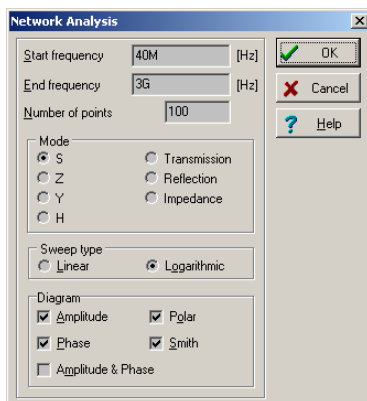 Network Analysis
Start frequency 40M [Hz]
End frequency 3G [Hz]
Number of points 100
OK
Cancel
Help
Mode
S Transmission
Z Reflection
Y Impedance
H
Sweep type
Linear Logarithmic
Diagram
Amplitude Polar
Phase Smith
Amplitude & Phase